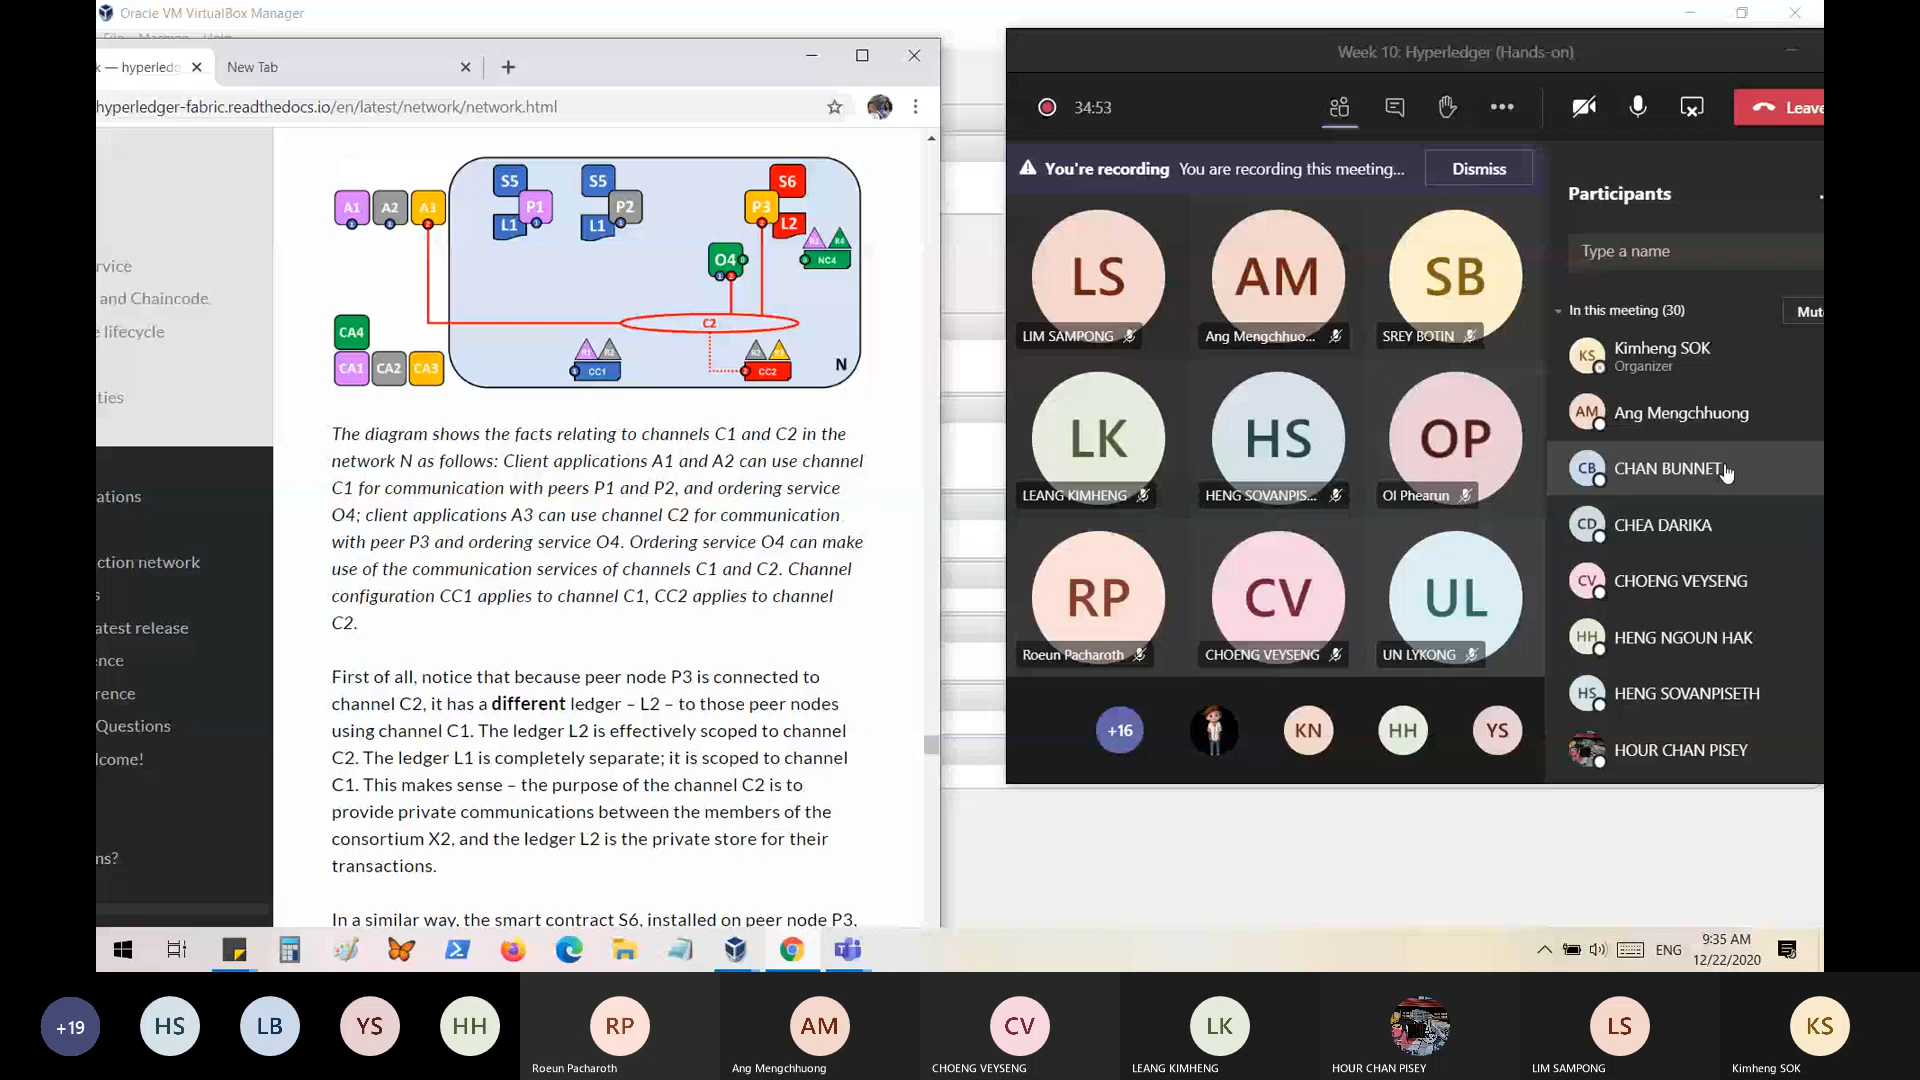 Oracle VM VirtualBox Manager
File Machine Help
k — hyperledg
New Tab
hyperledger-fabric.readthedocs.io/en/latest/network/network.html
ervice
and Chaincode
e lifecycle
ties
ations
ction network
s
atest release
ence
rence
Questions
lcome!
ons?
A1
A2
A3
S5
P1
L1
S5
P2
L1
S6
P3
L2
R1
R4
NC4
O4
C2
CA4
CA1
CA2
CA3
R1
R2
CC1
R2
R3
CC2
N
The diagram shows the facts relating to channels C1 and C2 in the
network N as follows: Client applications A1 and A2 can use channel
C1 for communication with peers P1 and P2, and ordering service
O4; client applications A3 can use channel C2 for communication
with peer P3 and ordering service O4. Ordering service O4 can make
use of the communication services of channels C1 and C2. Channel
configuration CC1 applies to channel C1, CC2 applies to channel
C2.
First of all, notice that because peer node P3 is connected to
channel C2, it has a different ledger – L2 – to those peer nodes
using channel C1. The ledger L2 is effectively scoped to channel
C2. The ledger L1 is completely separate; it is scoped to channel
C1. This makes sense – the purpose of the channel C2 is to
provide private communications between the members of the
consortium X2, and the ledger L2 is the private store for their
transactions.
In a similar way, the smart contract S6, installed on peer node P3,
Week 10: Hyperledger (Hands-on)
34:53
Leave
You're recording You are recording this meeting...
Dismiss
LS
LIM SAMPONG
AM
Ang Mengchhuo...
SB
SREY BOTIN
LK
LEANG KIMHENG
HS
HENG SOVANPIS...
OP
Ol Phearun
RP
Roeun Pacharoth
CV
CHOENG VEYSENG
UL
UN LYKONG
+16
KN
HH
YS
Participants
Type a name
In this meeting (30)
Mut
KS
Kimheng SOK
Organizer
AM
Ang Mengchhuong
CB
CHAN BUNNET
CD
CHEA DARIKA
CV
CHOENG VEYSENG
HH
HENG NGOUN HAK
HS
HENG SOVANPISETH
HOUR CHAN PISEY
ENG
9:35 AM
12/22/2020
+19
HS
LB
YS
HH
RP
Roeun Pacharoth
AM
Ang Mengchhuong
CV
CHOENG VEYSENG
LK
LEANG KIMHENG
HOUR CHAN PISEY
LS
LIM SAMPONG
KS
Kimheng SOK